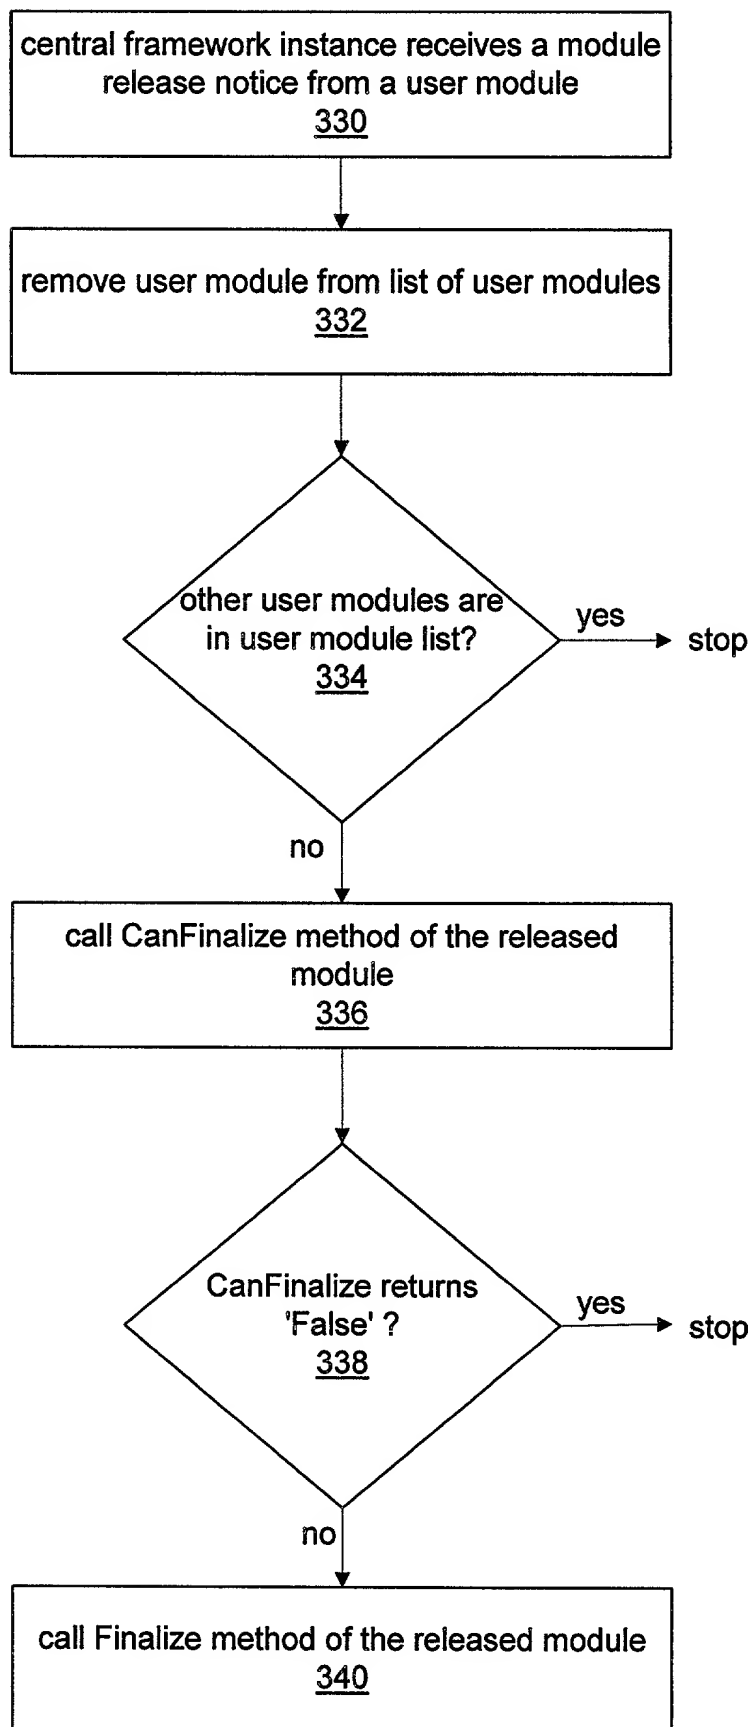 central framework instance receives a module
release notice from a user module
330
remove user module from list of user modules
332
other user modules are
in user module list?
334
yes
stop
no
call CanFinalize method of the released
module
336
CanFinalize returns
'False' ?
338
yes
stop
no
call Finalize method of the released module
340